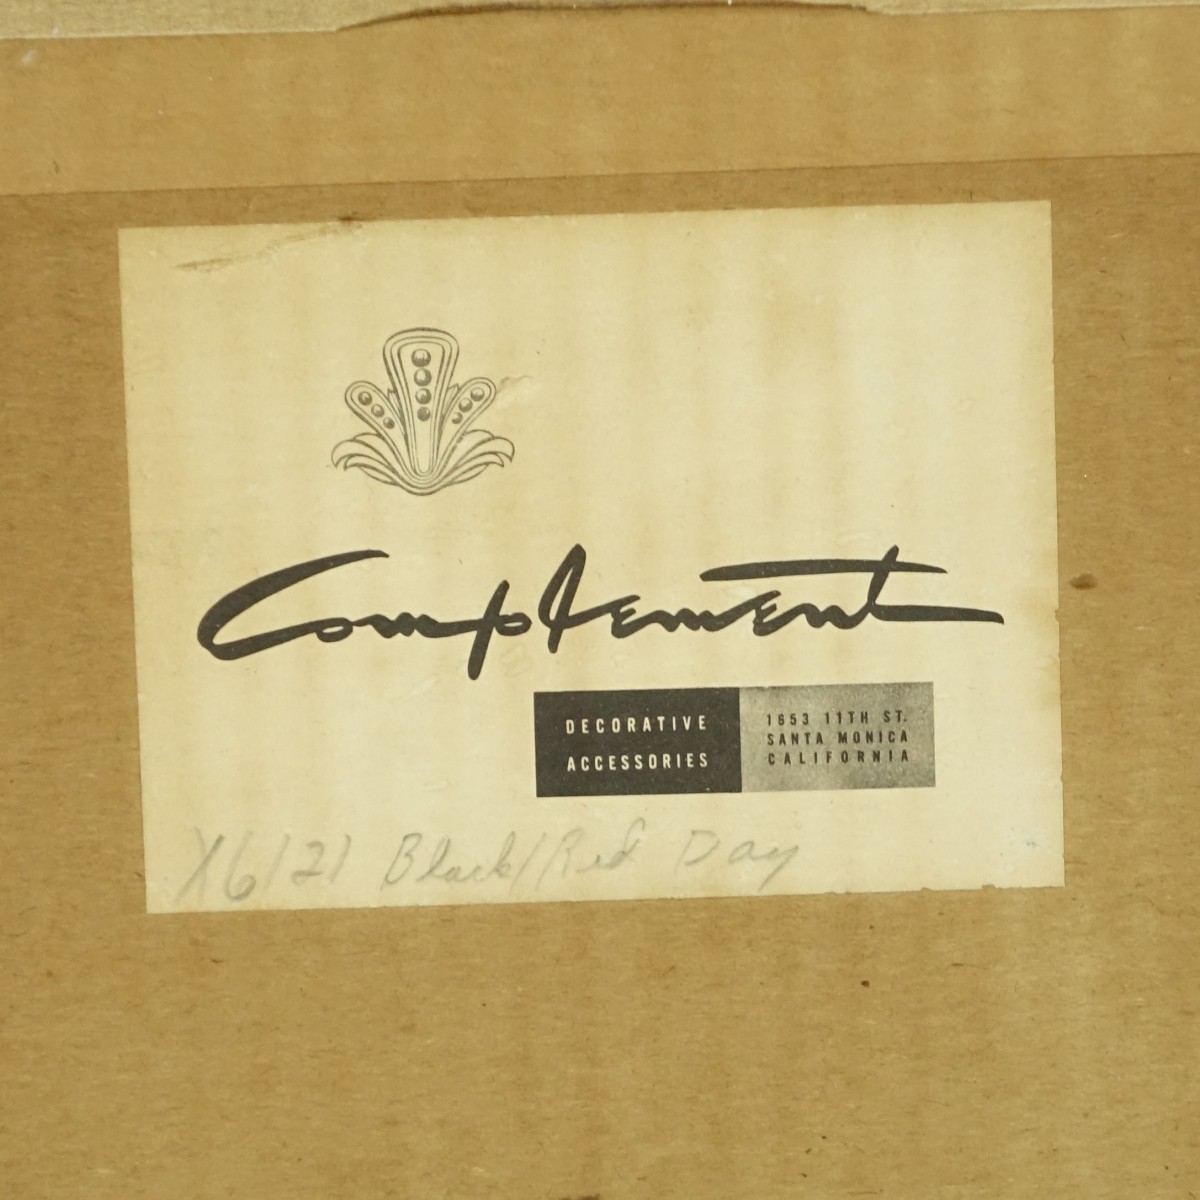 Complement
DECORATIVE
ACCESSORIES
1653 11TH ST.
SANTA MONICA
CALIFORNIA
X6121 Black/Red Day